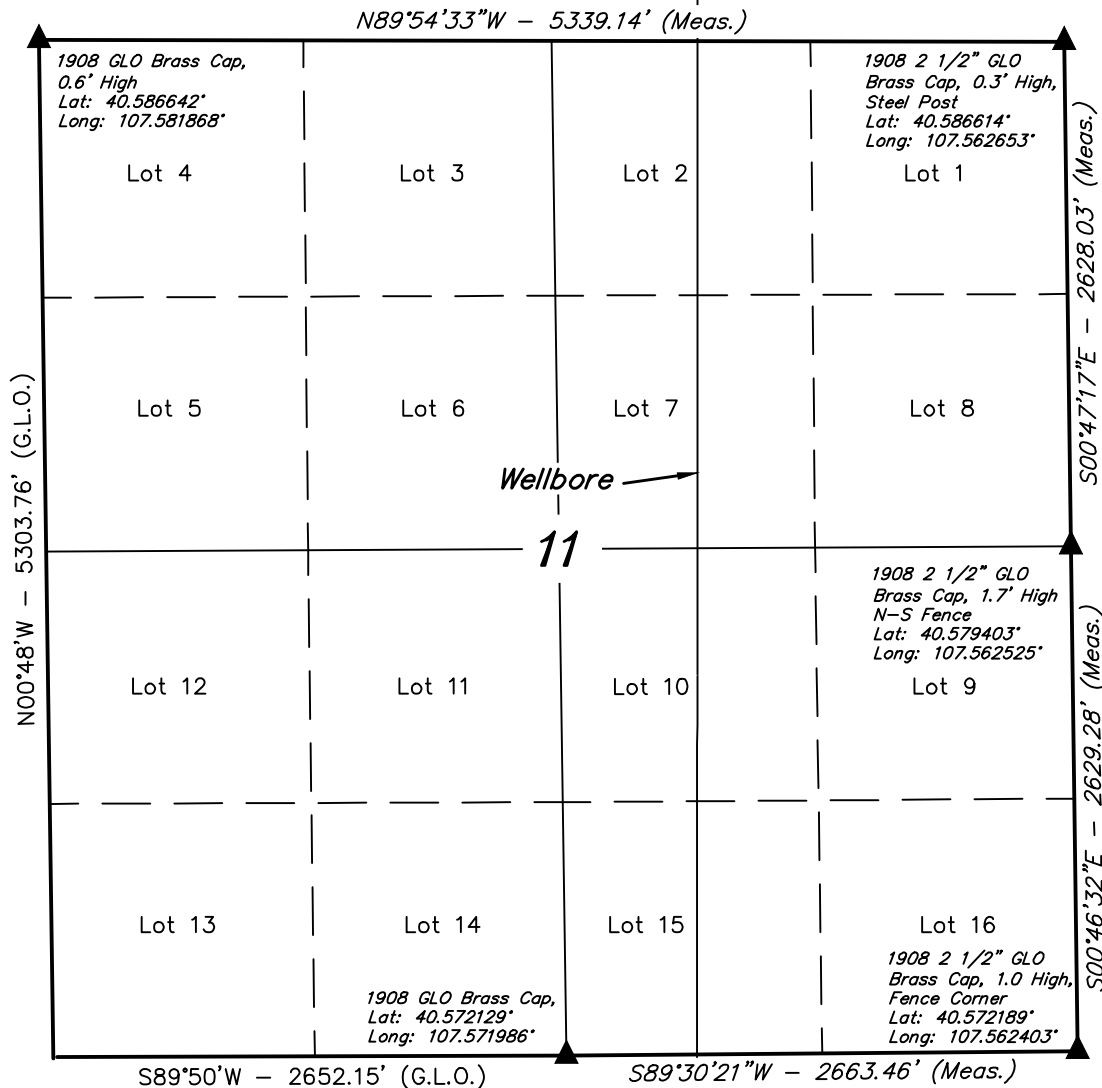 N89°54'33"W – 5339.14' (Meas.)
1908 GLO Brass Cap,
0.6' High
Lat: 40.586642°
Long: 107.581868°
1908 2 1/2" GLO
Brass Cap, 0.3' High,
Steel Post
Lat: 40.586614°
Long: 107.562653°
Lot 4
Lot 3
Lot 2
Lot 1
S00°47'17"E – 2628.03' (Meas.)
Lot 5
Lot 6
Lot 7
Lot 8
N00°48'W – 5303.76' (G.L.O.)
Wellbore
11
1908 2 1/2" GLO
Brass Cap, 1.7' High
N–S Fence
Lat: 40.579403°
Long: 107.562525°
Lot 12
Lot 11
Lot 10
Lot 9
S00°46'32"E – 2629.28' (Meas.)
Lot 13
Lot 14
Lot 15
Lot 16
1908 GLO Brass Cap,
Lat: 40.572129°
Long: 107.571986°
1908 2 1/2" GLO
Brass Cap, 1.0 High,
Fence Corner
Lat: 40.572189°
Long: 107.562403°
S89°50'W – 2652.15' (G.L.O.)
S89°30'21"W – 2663.46' (Meas.)